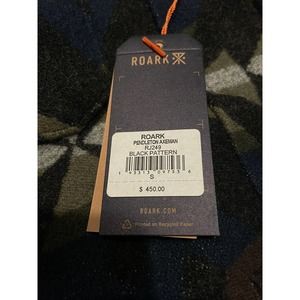 ROARK
ROARK
PENDLETON AXEMAN
RJ249
BLACK PATTERN
S
$ 450.00
ROARK.COM
Printed on Recycled Paper